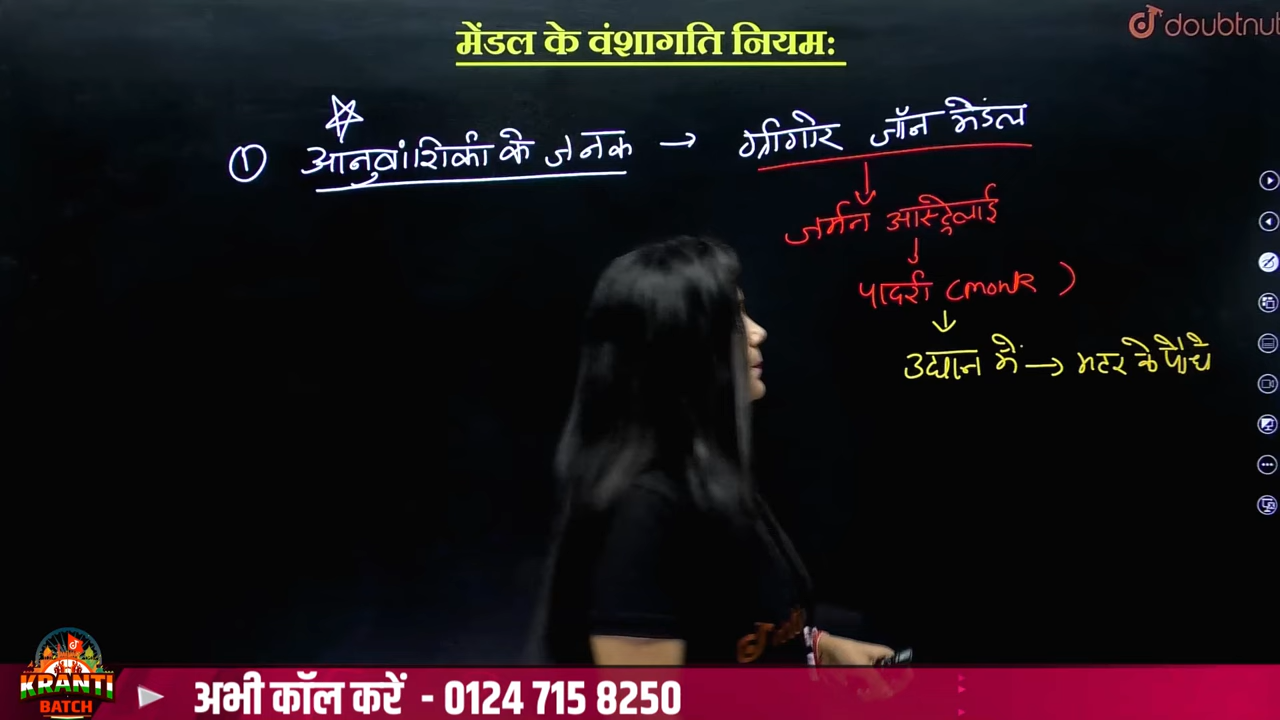 मेंडल के वंशागति नियम:
doubtnut
① आनुवांशिकी के जनक → ग्रीगोर जॉन मेंडल
जर्मन आस्ट्रेलाई
पादरी (monk)
उद्यान में → मटर के पौधे
KRANTI
BATCH
अभी कॉल करें - 0124 715 8250